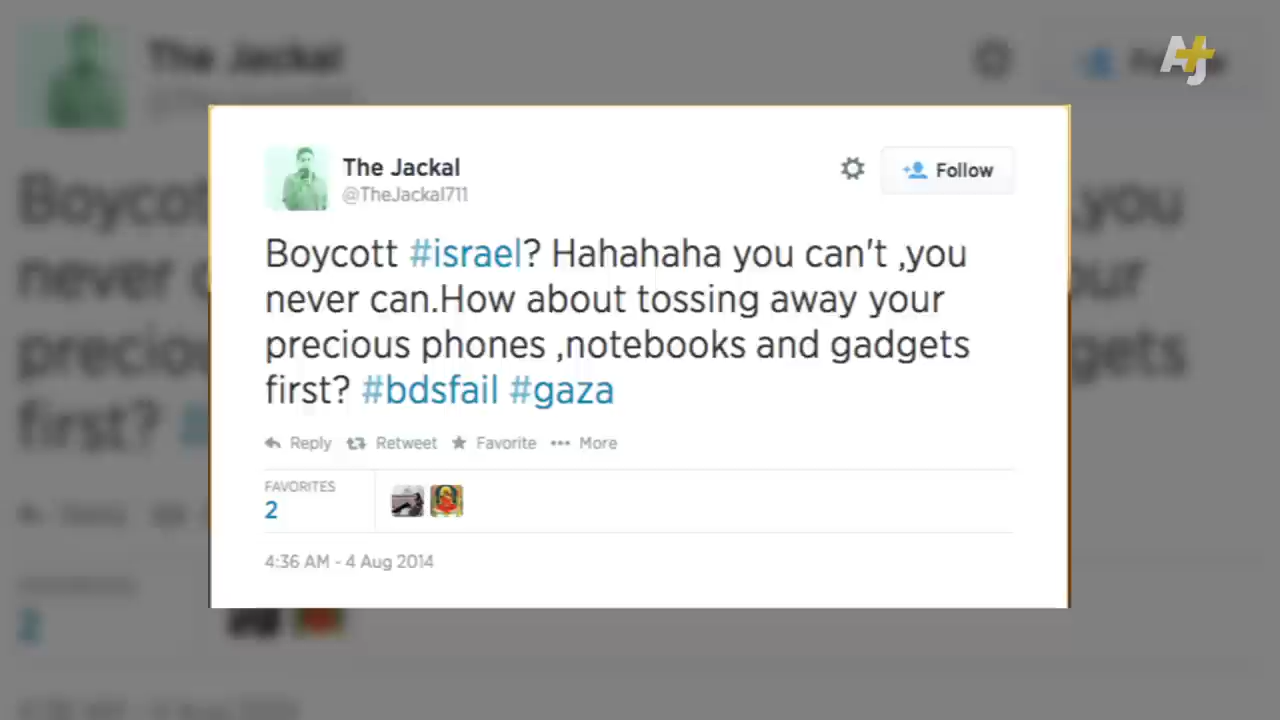 AJ+
The Jackal
@TheJackal711
Follow
Boycott #israel? Hahahaha you can't ,you
never can.How about tossing away your
precious phones ,notebooks and gadgets
first? #bdsfail #gaza
Reply Retweet Favorite More
FAVORITES
2
4:36 AM - 4 Aug 2014